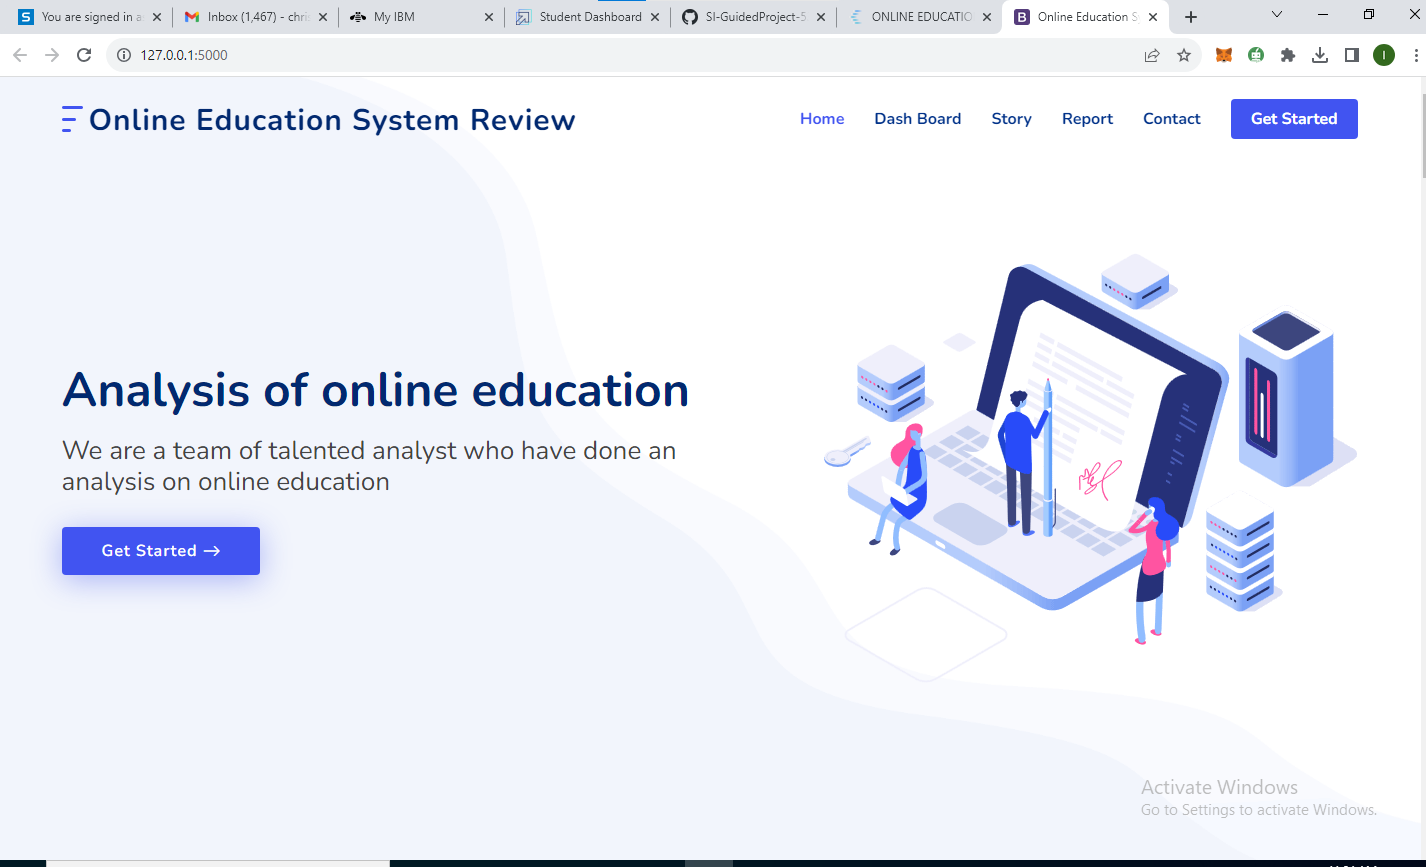 You are signed in a
Inbox (1,467) - chris
My IBM
Student Dashboard
SI-GuidedProject-5
ONLINE EDUCATIO
Online Education S
127.0.0.1:5000
I
Online Education System Review
Home Dash Board Story Report Contact Get Started
Analysis of online education
We are a team of talented analyst who have done an
analysis on online education
Get Started →
Activate Windows
Go to Settings to activate Windows.